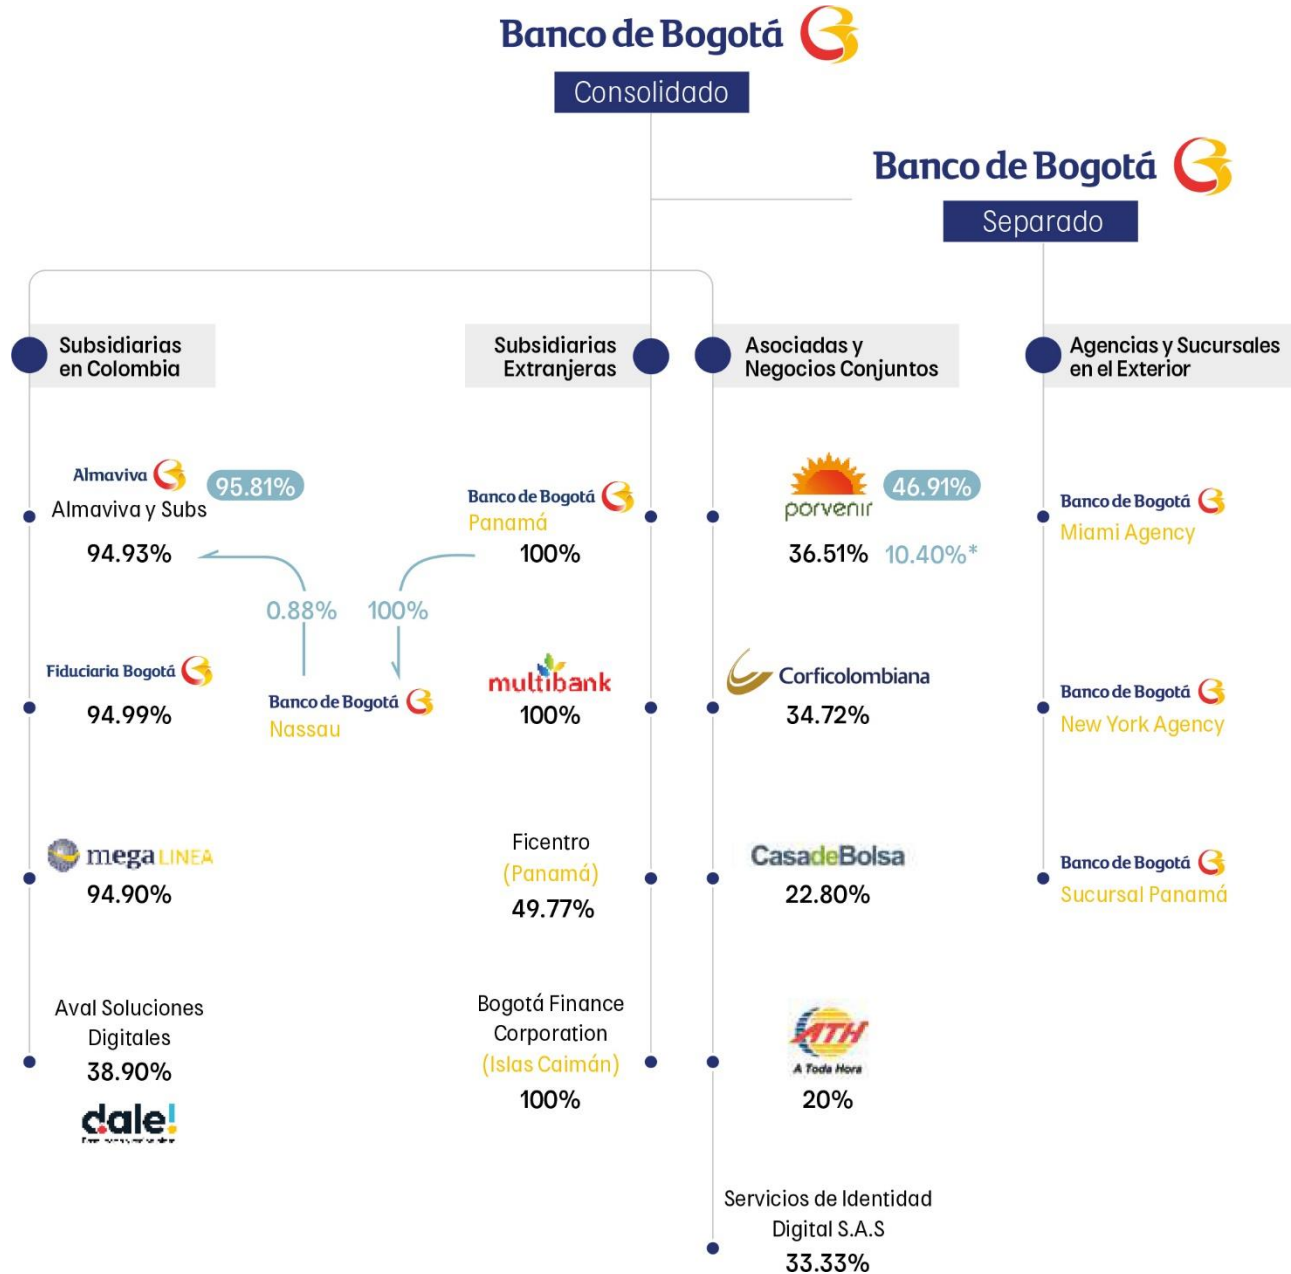 Banco de Bogotá
Consolidado
Banco de Bogotá
Separado
Subsidiarias
en Colombia
Almaviva
95.81%
Almaviva y Subs
94.93%
0.88%
100%
Fiduciaria Bogotá
94.99%
Banco de Bogotá
Nassau
mega LINEA
94.90%
Aval Soluciones
Digitales
38.90%
dale!
Subsidiarias
Extranjeras
Banco de Bogotá
Panamá
100%
multibank
100%
Ficentro
(Panamá)
49.77%
Bogotá Finance
Corporation
(Islas Caimán)
100%
Asociadas y
Negocios Conjuntos
porvenir
46.91%
36.51% 10.40%*
Corficolombiana
34.72%
CasadeBolsa
22.80%
ATH
A Toda Hora
20%
Servicios de Identidad
Digital S.A.S
33.33%
Agencias y Sucursales
en el Exterior
Banco de Bogotá
Miami Agency
Banco de Bogotá
New York Agency
Banco de Bogotá
Sucursal Panamá